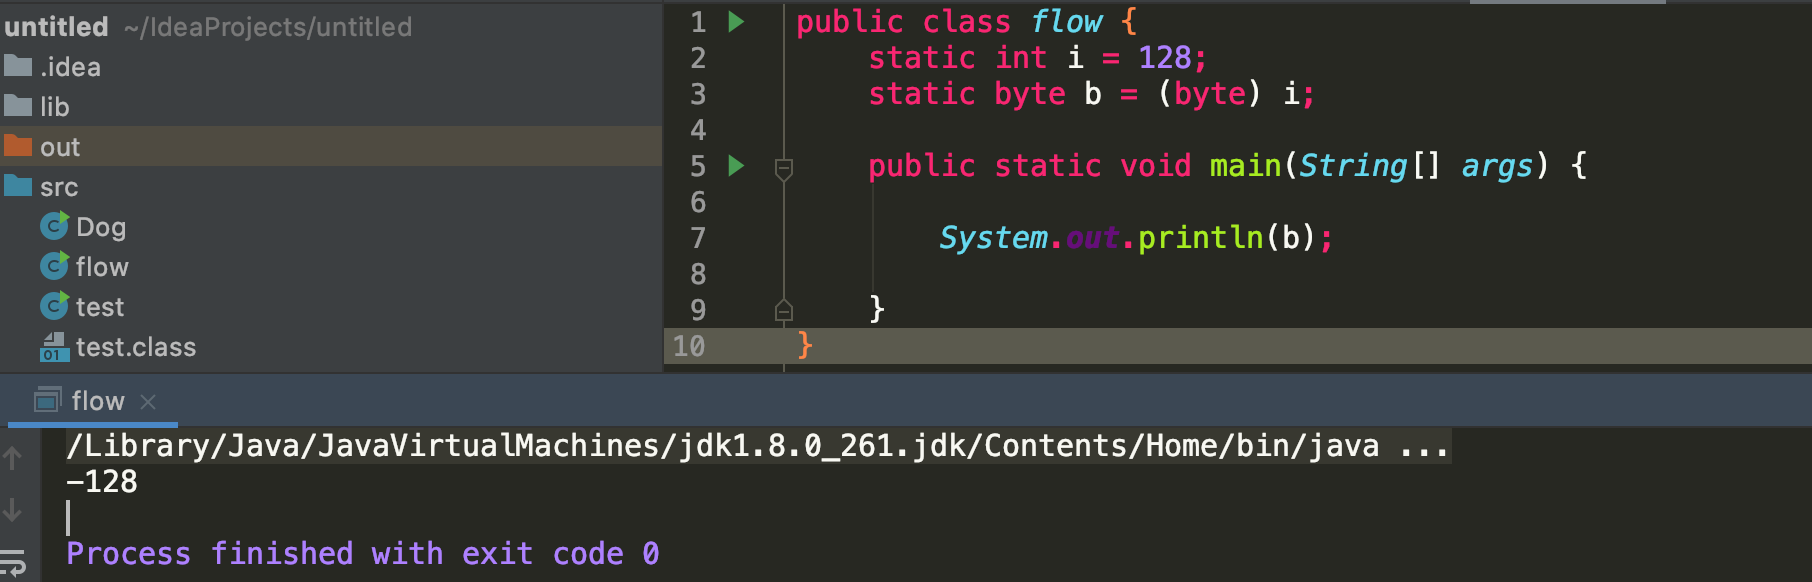 untitled ~/IdeaProjects/untitled
.idea
lib
out
src
Dog
flow
test
01 test.class
1 public class flow {
2 static int i = 128;
3 static byte b = (byte) i;
4
5 public static void main(String[] args) {
6
7 System.out.println(b);
8
9 }
10 }
flow ×
/Library/Java/JavaVirtualMachines/jdk1.8.0_261.jdk/Contents/Home/bin/java ...
-128
Process finished with exit code 0